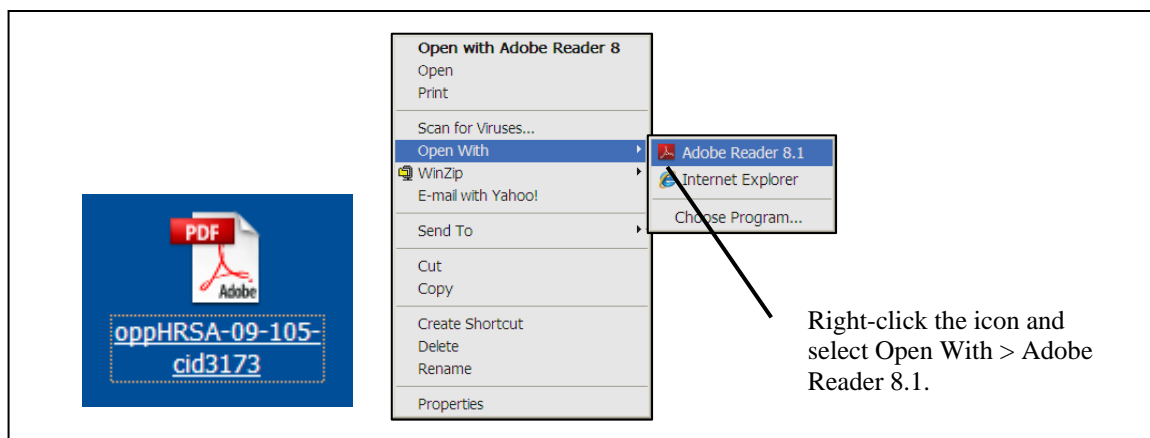 PDF
Adobe
oppHRSA-09-105-
cid3173
Open with Adobe Reader 8
Open
Print
Scan for Viruses...
Open With
WinZip
E-mail with Yahoo!
Send To
Cut
Copy
Create Shortcut
Delete
Rename
Properties
Adobe Reader 8.1
Internet Explorer
Choose Program...
Right-click the icon and
select Open With > Adobe
Reader 8.1.